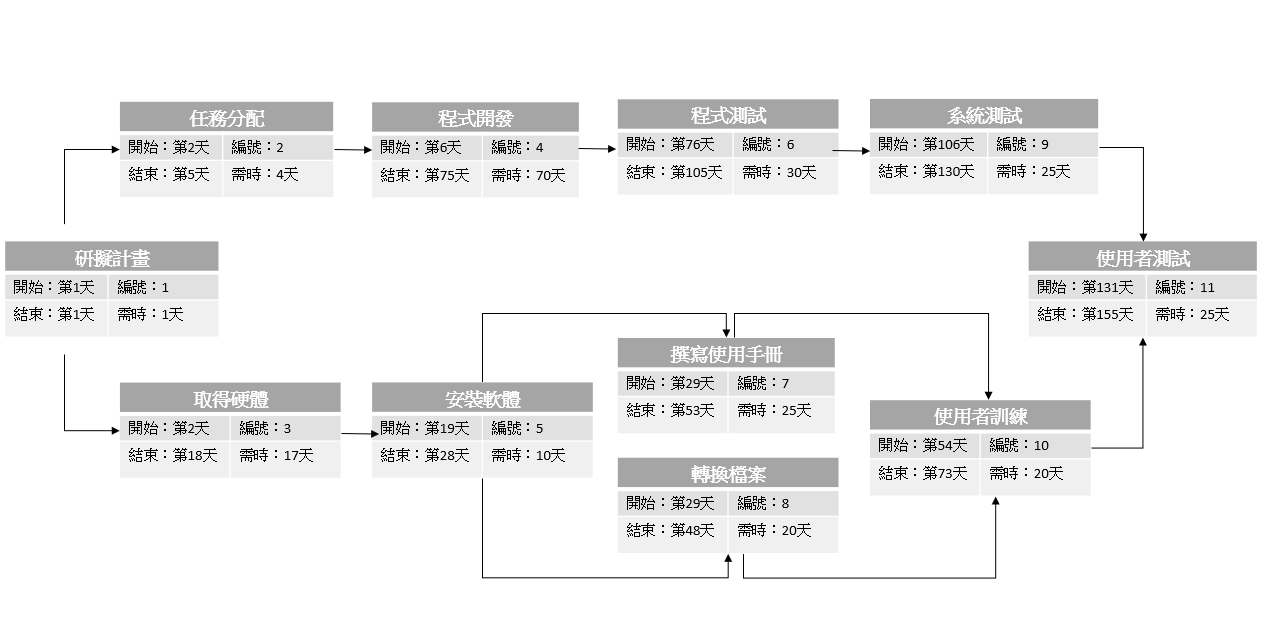 任務分配
開始：第2天 編號：2
結束：第5天 需時：4天
程式開發
開始：第6天 編號：4
結束：第75天 需時：70天
程式測試
開始：第76天 編號：6
結束：第105天 需時：30天
系統測試
開始：第106天 編號：9
結束：第130天 需時：25天
研擬計畫
開始：第1天 編號：1
結束：第1天 需時：1天
使用者測試
開始：第131天 編號：11
結束：第155天 需時：25天
取得硬體
開始：第2天 編號：3
結束：第18天 需時：17天
安裝軟體
開始：第19天 編號：5
結束：第28天 需時：10天
撰寫使用手冊
開始：第29天 編號：7
結束：第53天 需時：25天
轉換檔案
開始：第29天 編號：8
結束：第48天 需時：20天
使用者訓練
開始：第54天 編號：10
結束：第73天 需時：20天